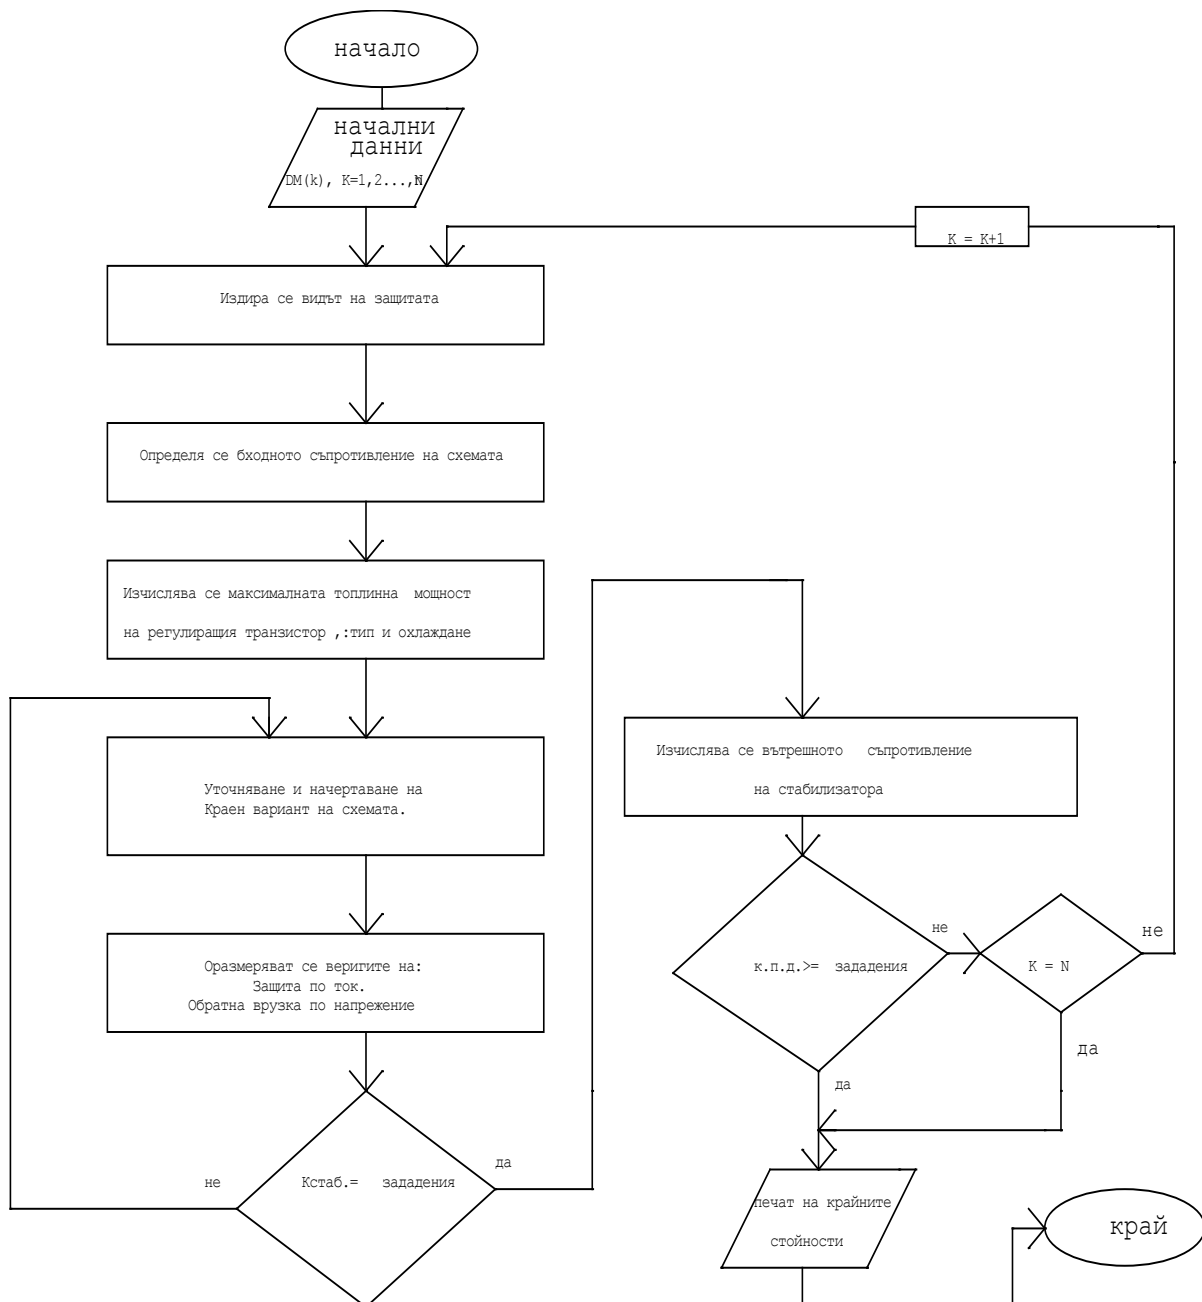 начало
начални
данни
DM(k), K=1,2...,N
K = K+1
Издира се видът на защитата
Определя се бходното съпротивление на схемата
Изчислява се максималната топлинна мощност
на регулиращия транзистор ,:тип и охлаждане
Уточняване и начертаване на
Краен вариант на схемата.
Изчислява се вътрешното съпротивление
на стабилизатора
Оразмеряват се веригите на:
Защита по ток.
Обратна врузка по напрежение
к.п.д.>= зададения
не
K = N
не
да
да
Кстаб.= зададения
не
да
печат на крайните
стойности
край